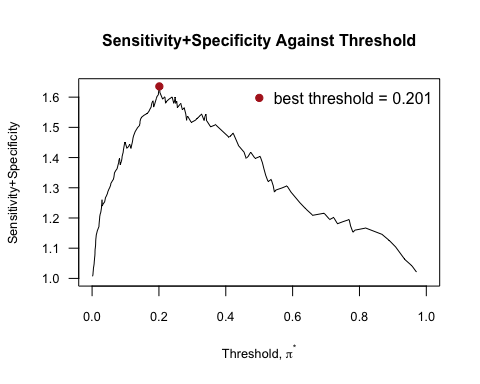 Sensitivity+Specificity Against Threshold
best threshold = 0.201
Sensitivity+Specificity
1.6
1.5
1.4
1.3
1.2
1.1
1.0
0.0 0.2 0.4 0.6 0.8 1.0
Threshold, π*